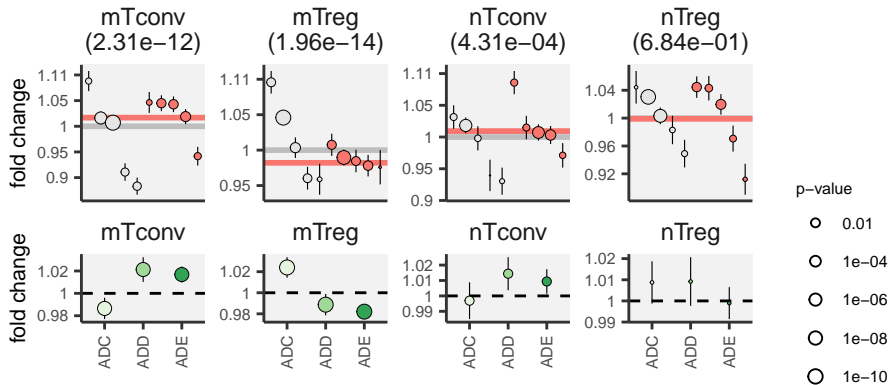 mTconv
(2.31e−12)
mTreg
(1.96e−14)
nTconv
(4.31e−04)
nTreg
(6.84e−01)
fold change
1.11
1.05
1
0.95
0.9
1.11
1.05
1
0.95
1.11
1.05
1
0.95
0.9
1.04
1.00
0.96
0.92
mTconv
mTreg
nTconv
nTreg
fold change
1.02
1
0.98
1.02
1
0.98
1.02
1.01
1
0.99
1.02
1.01
1
0.99
ADC
ADD
ADE
ADC
ADD
ADE
ADC
ADD
ADE
ADC
ADD
ADE
p−value
0.01
1e−04
1e−06
1e−08
1e−10